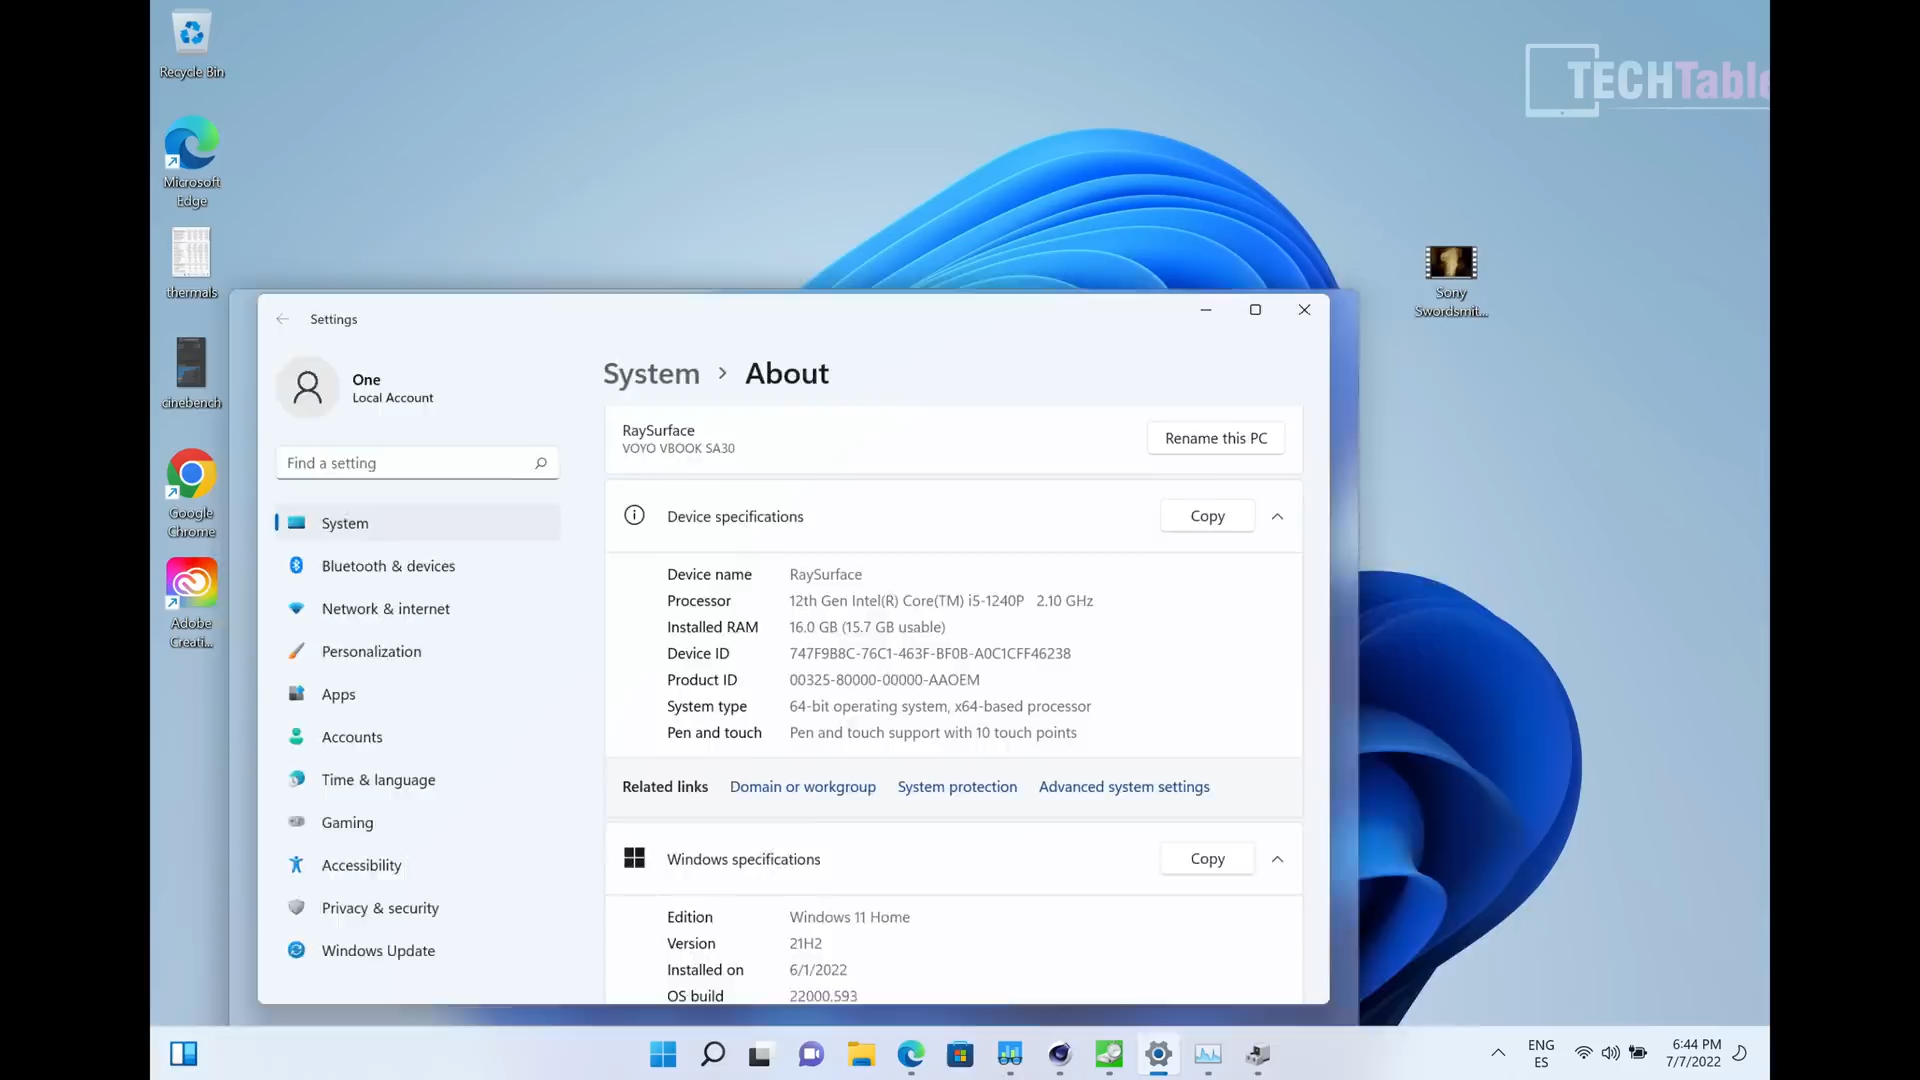 Recycle Bin
TECHTable
Microsoft
Edge
thermals
Sony
Swordsmit...
cinebench
Google
Chrome
Adobe
Creati...
Settings
One
Local Account
Find a setting
System
Bluetooth & devices
Network & internet
Personalization
Apps
Accounts
Time & language
Gaming
Accessibility
Privacy & security
Windows Update
System > About
RaySurface
VOYO VBOOK SA30
Rename this PC
Device specifications
Copy
Device name RaySurface
Processor 12th Gen Intel(R) Core(TM) i5-1240P 2.10 GHz
Installed RAM 16.0 GB (15.7 GB usable)
Device ID 747F9B8C-76C1-463F-BF0B-A0C1CFF46238
Product ID 00325-80000-00000-AAOEM
System type 64-bit operating system, x64-based processor
Pen and touch Pen and touch support with 10 touch points
Related links Domain or workgroup System protection Advanced system settings
Windows specifications
Copy
Edition Windows 11 Home
Version 21H2
Installed on 6/1/2022
OS build 22000.593
ENG
ES
6:44 PM
7/7/2022